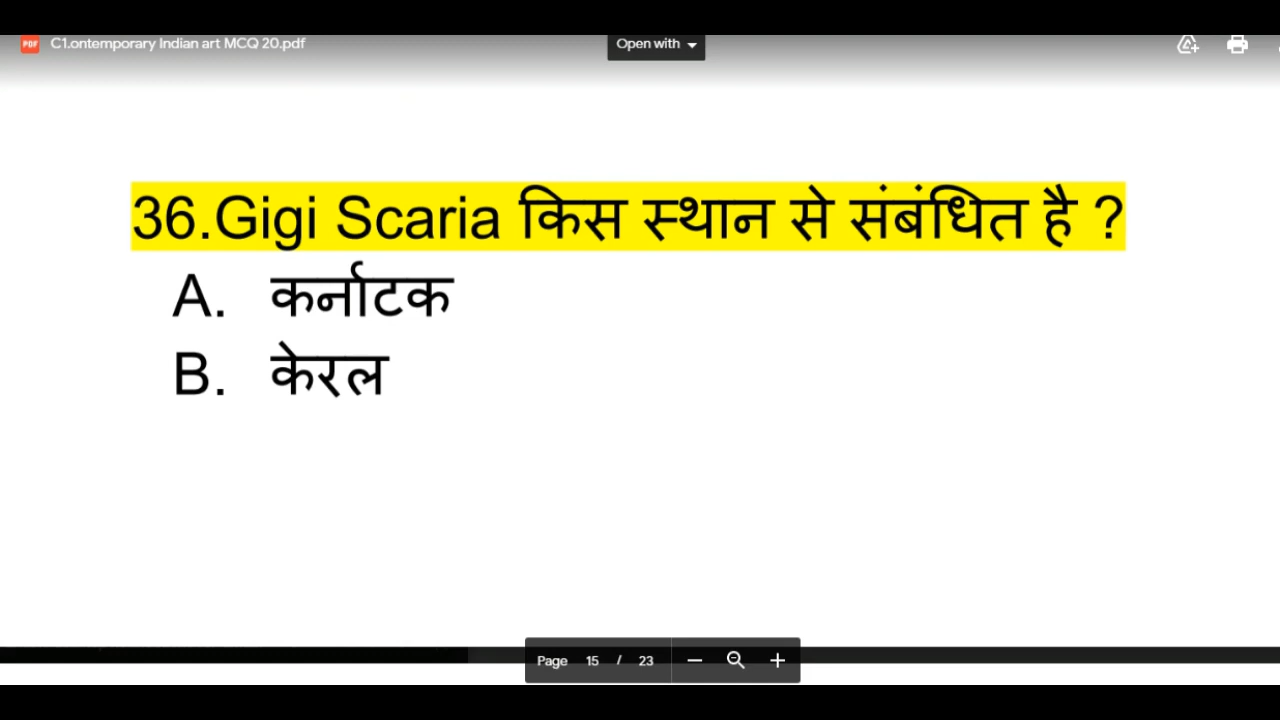 PDF C1.ontemporary Indian art MCQ 20.pdf Open with
36.Gigi Scaria किस स्थान से संबंधित है ?
A. कर्नाटक
B. केरल
Page 15 / 23